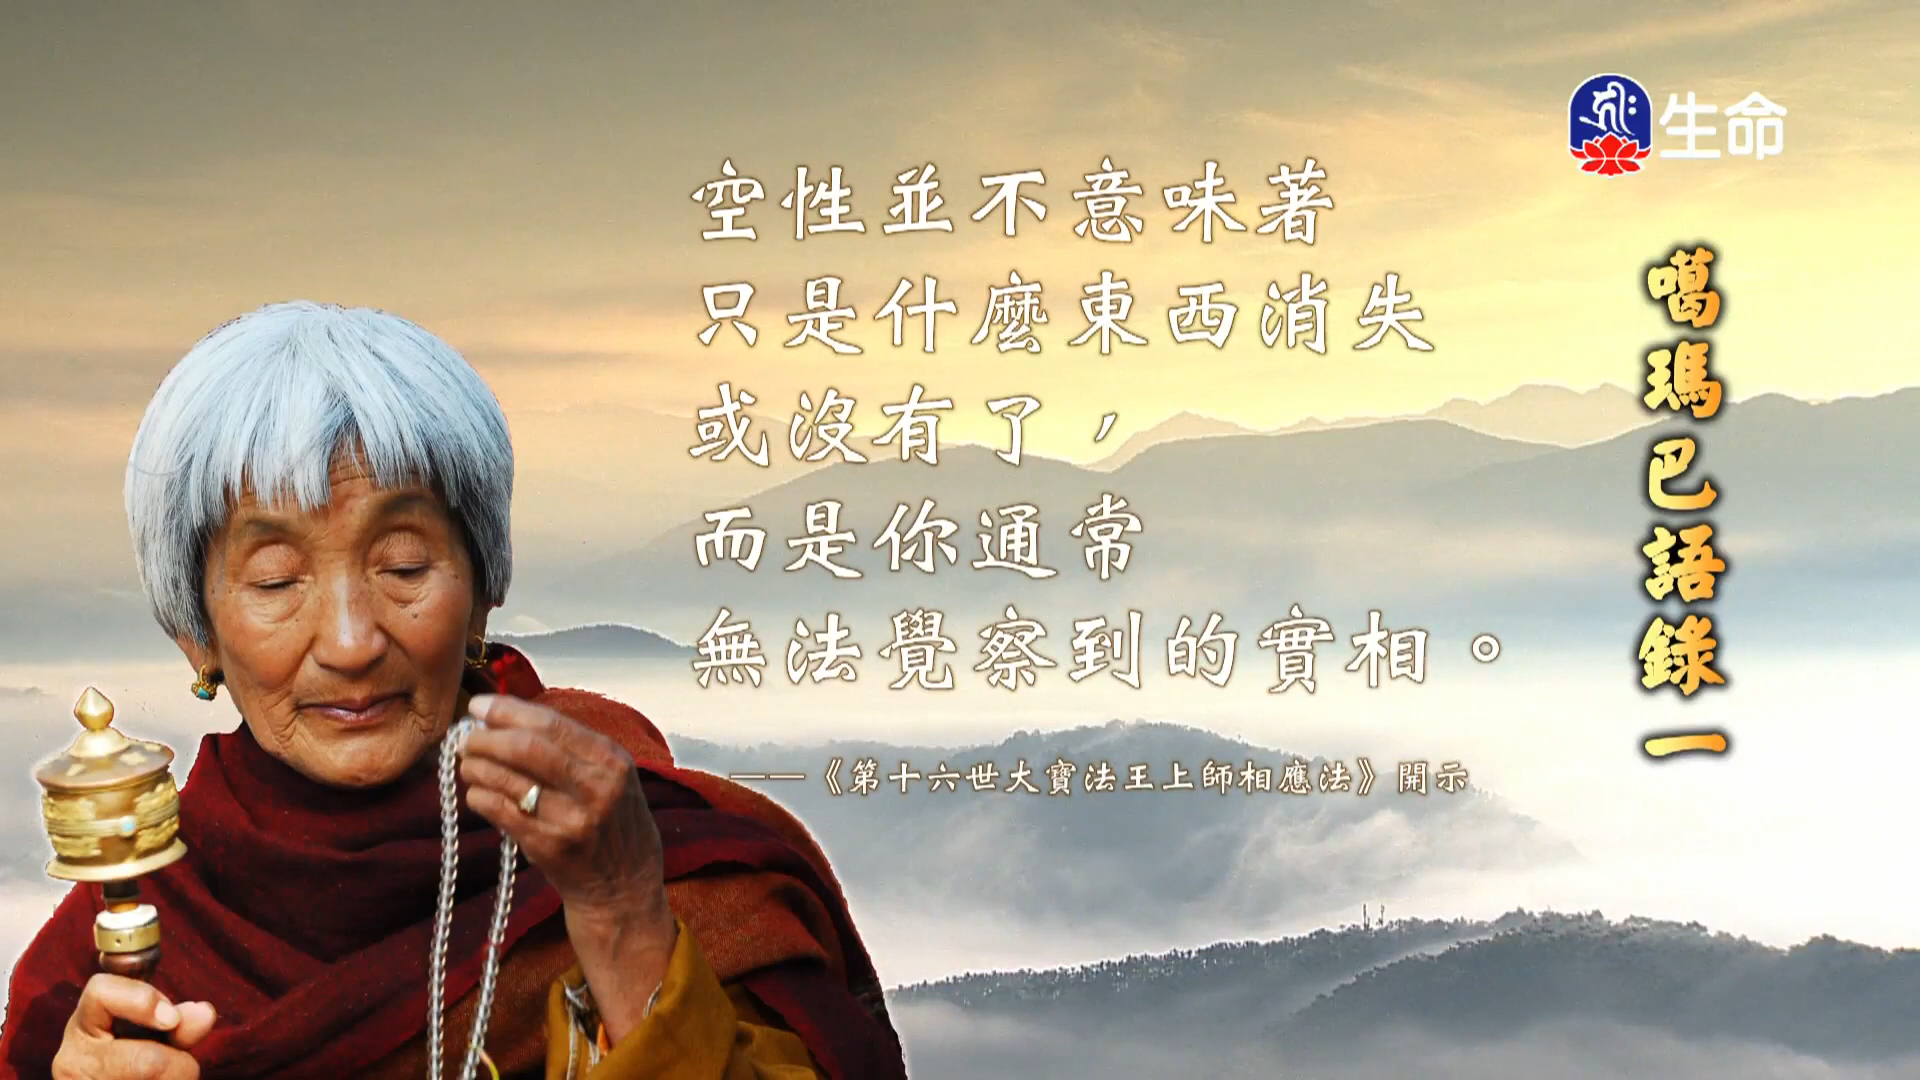 生命
空性並不意味著
只是什麼東西消失
或沒有了，
而是你通常
無法覺察到的實相。
——《第十六世大寶法王上師相應法》開示
噶瑪巴語錄一